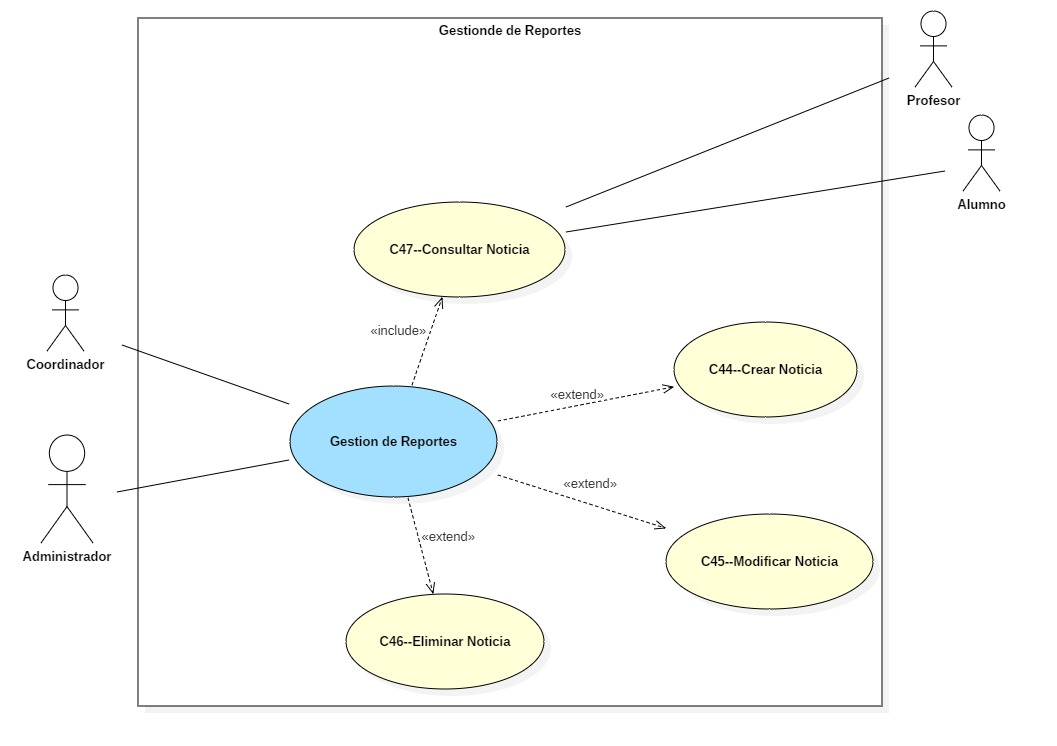 Gestionde de Reportes
Profesor
Alumno
C47--Consultar Noticia
«include»
Coordinador
C44--Crear Noticia
«extend»
Gestion de Reportes
«extend»
«extend»
Administrador
C45--Modificar Noticia
C46--Eliminar Noticia